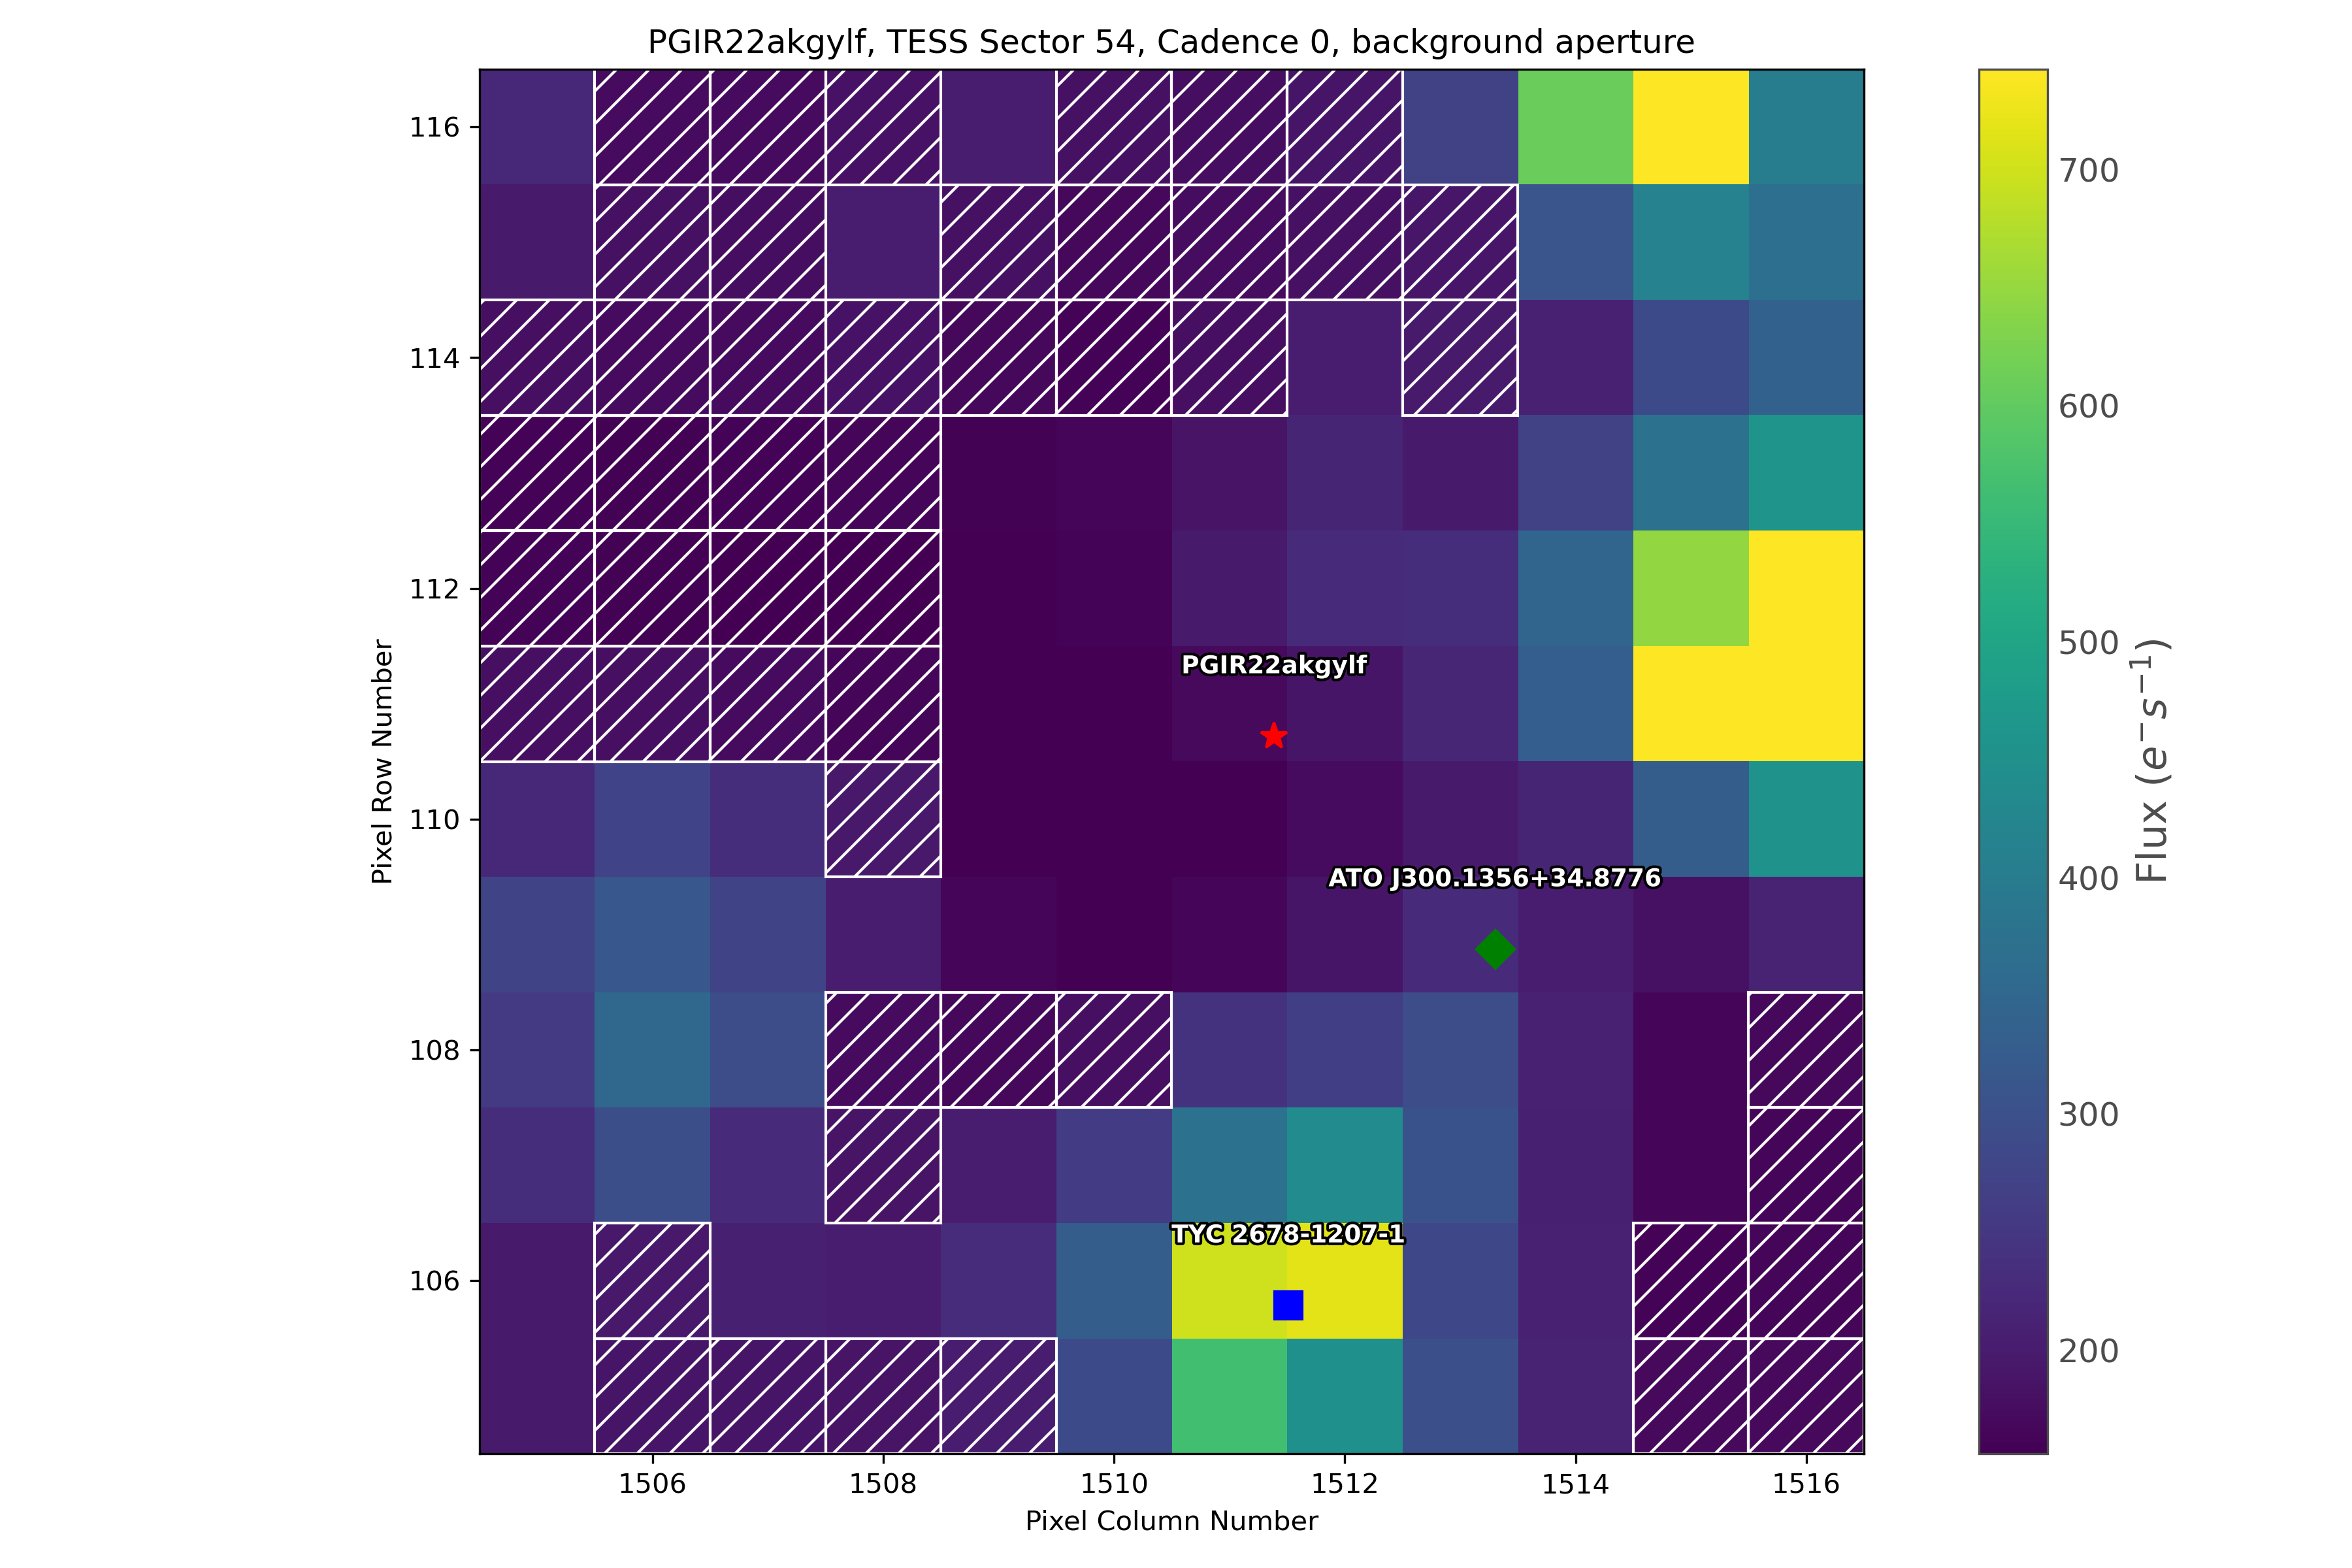 PGIR22akgylf, TESS Sector 54, Cadence 0, background aperture
116
114
112
110
108
106
Pixel Row Number
PGIR22akgylf
ATO J300.1356+34.8776
TYC 2678-1207-1
1506 1508 1510 1512 1514 1516
Pixel Column Number
700
600
500
400
300
200
Flux (e⁻s⁻¹)